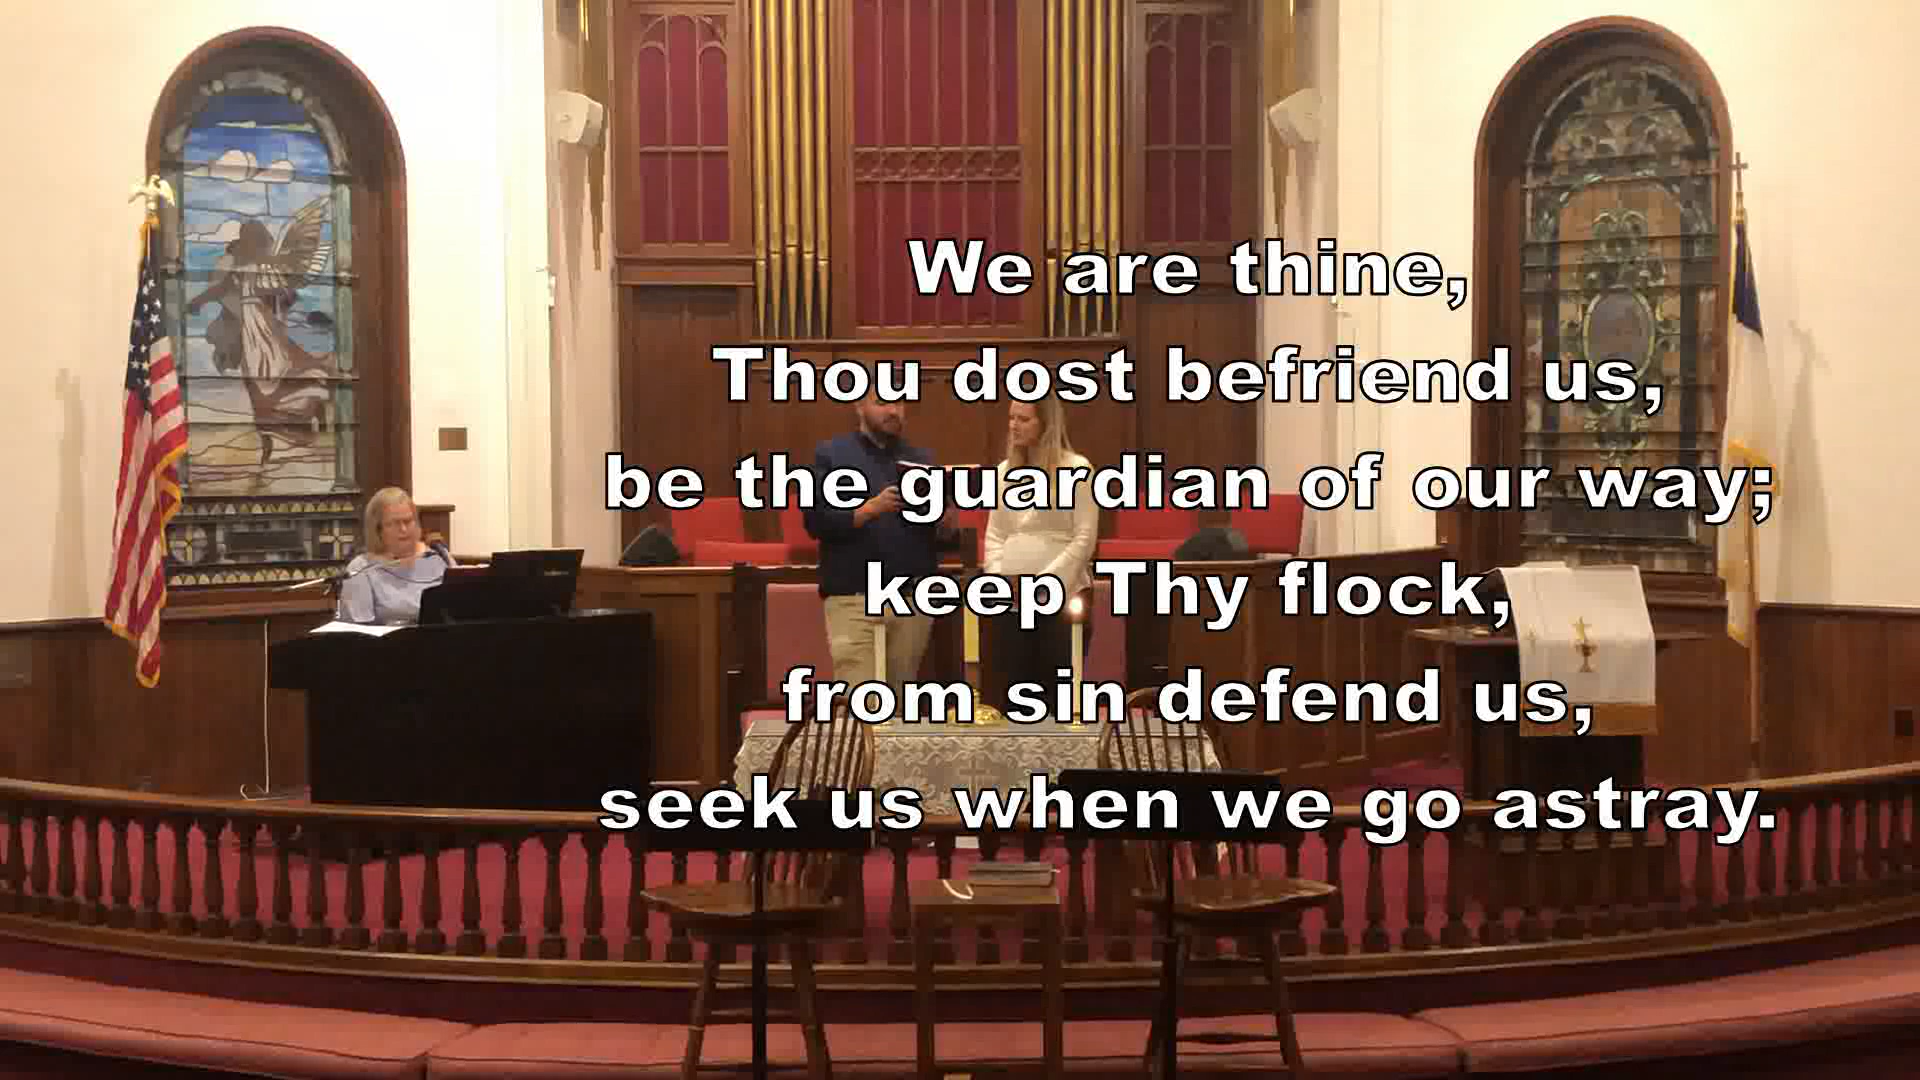 We are thine,
Thou dost befriend us,
be the guardian of our way;
keep Thy flock,
from sin defend us,
seek us when we go astray.